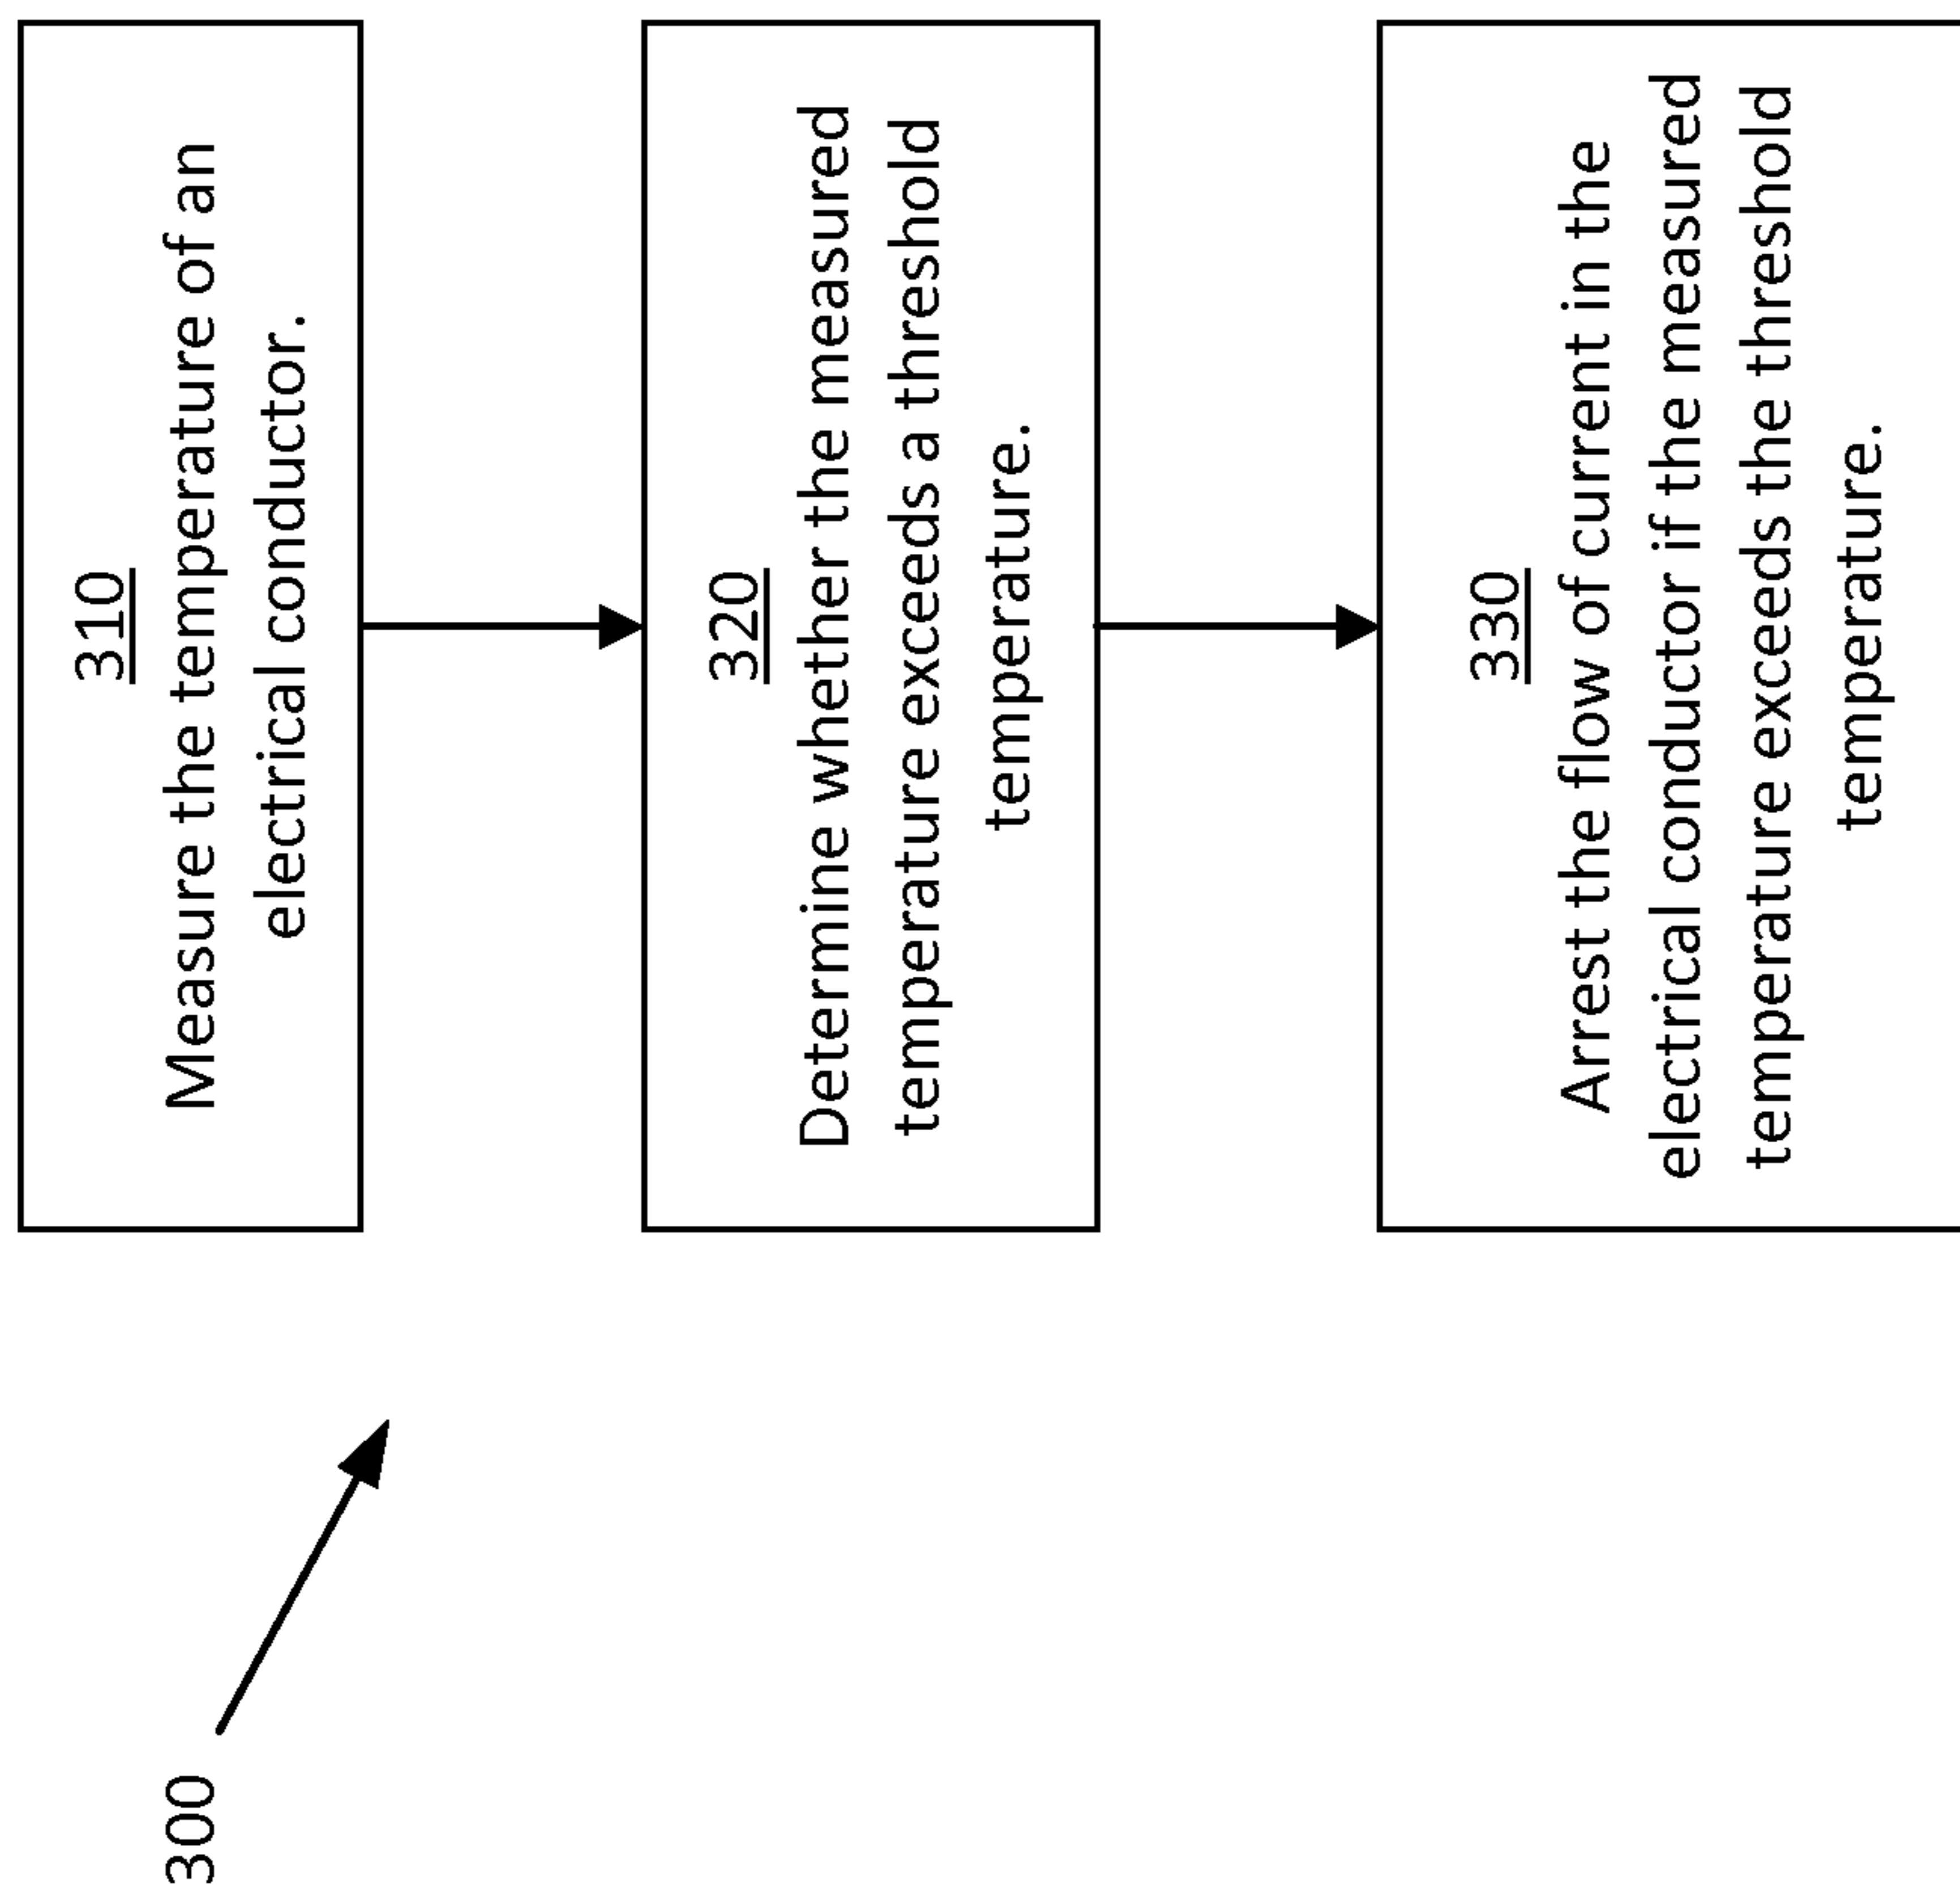 300
310
Measure the temperature of an
electrical conductor.
320
Determine whether the measured
temperature exceeds a threshold
temperature.
330
Arrest the flow of current in the
electrical conductor if the measured
temperature exceeds the threshold
temperature.